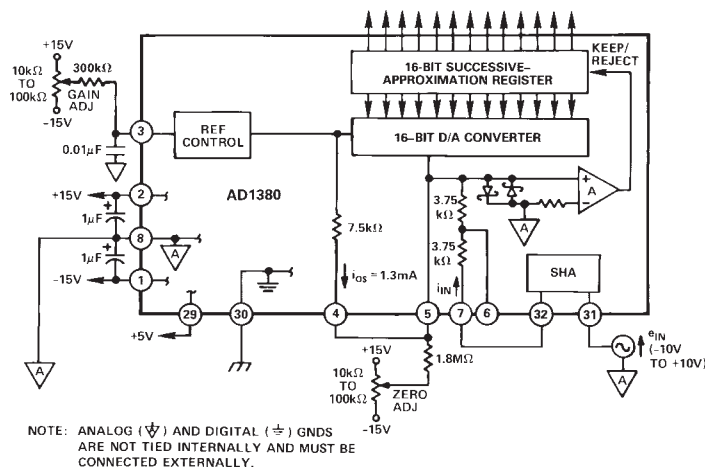 KEEP/
REJECT
16-BIT SUCCESSIVE-
APPROXIMATION REGISTER
+15V
10kΩ
TO
100kΩ
-15V
300kΩ
GAIN
ADJ
3
0.01µF
REF
CONTROL
16-BIT D/A CONVERTER
AD1380
+15V
2
1µF
+
8
A
+
1µF
-15V
1
7.5kΩ
iOS = 1.3mA
3.75
kΩ
3.75
kΩ
iIN
A
+
A
−
SHA
29
30
4
5
7
6
32
31
+5V
A
+15V
10kΩ
TO
100kΩ
-15V
1.8MΩ
ZERO
ADJ
eIN
(-10V
TO +10V)
A
NOTE: ANALOG (A) AND DIGITAL (⏚) GNDS
ARE NOT TIED INTERNALLY AND MUST BE
CONNECTED EXTERNALLY.